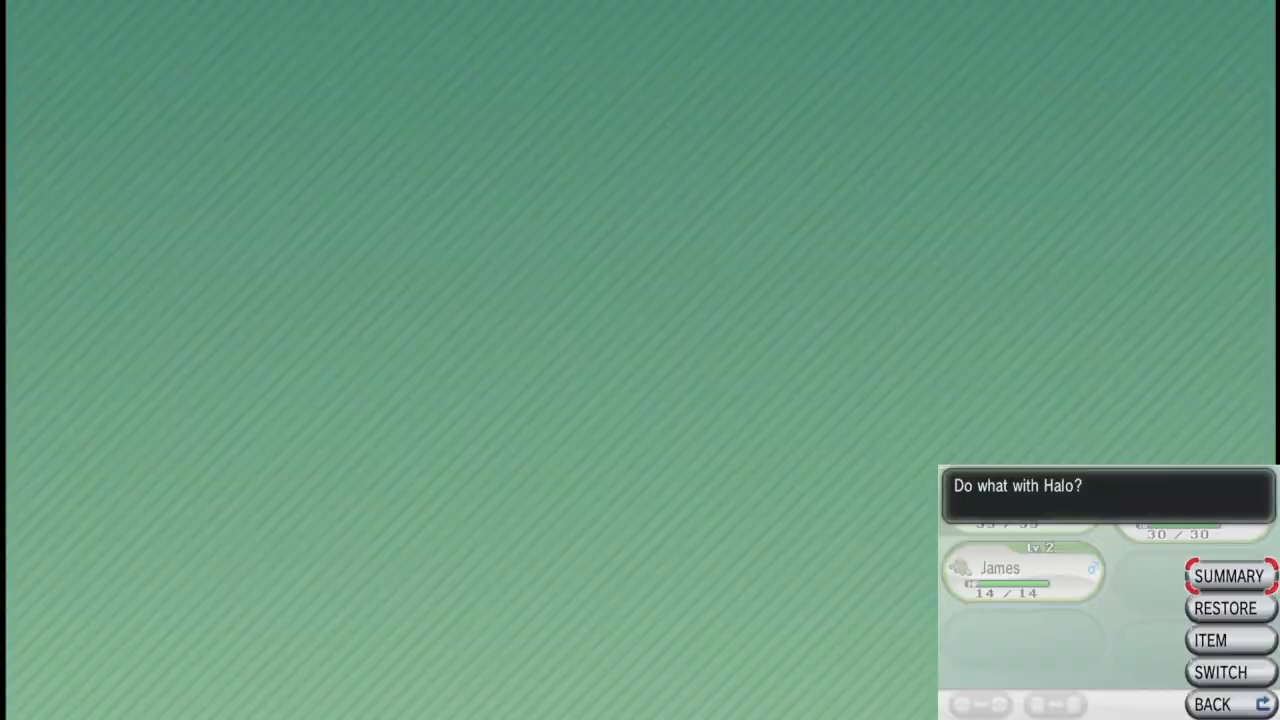 Do what with Halo?
30 / 30
Lv. 2
James
14 / 14
SUMMARY
RESTORE
ITEM
SWITCH
BACK